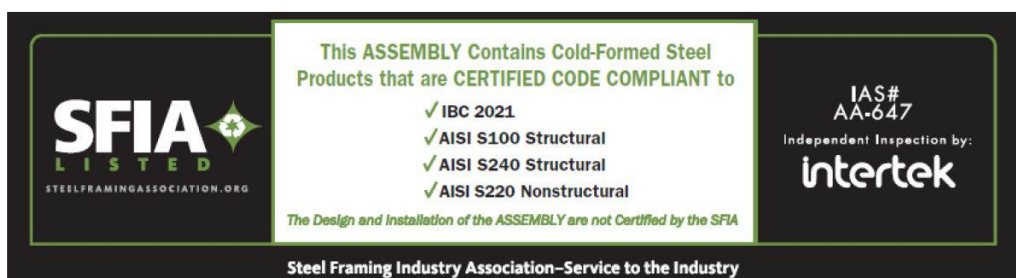 SFIA
LISTED
STEELFRAMINGASSOCIATION.ORG
This ASSEMBLY Contains Cold-Formed Steel
Products that are CERTIFIED CODE COMPLIANT to
✓IBC 2021
✓AISI S100 Structural
✓AISI S240 Structural
✓AISI S220 Nonstructural
The Design and Installation of the ASSEMBLY are not Certified by the SFIA
IAS#
AA-647
Independent Inspection by:
intertek
Steel Framing Industry Association–Service to the Industry